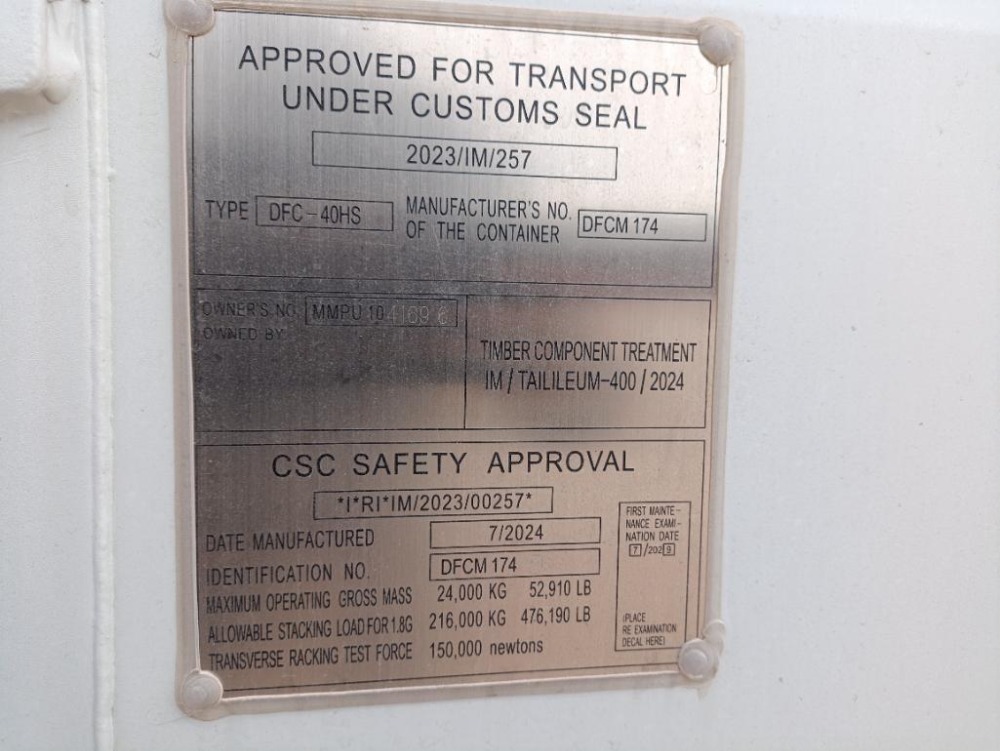 APPROVED FOR TRANSPORT
UNDER CUSTOMS SEAL
2023/IM/257
TYPE DFC-40HS MANUFACTURER'S NO.
OF THE CONTAINER DFCM 174
OWNER'S NO. MMPU 104169 6
OWNED BY
TIMBER COMPONENT TREATMENT
IM / TAILILEUM-400 / 2024
CSC SAFETY APPROVAL
*I*RI*IM/2023/00257*
DATE MANUFACTURED 7/2024
IDENTIFICATION NO. DFCM 174
MAXIMUM OPERATING GROSS MASS 24,000 KG 52,910 LB
ALLOWABLE STACKING LOAD FOR 1.8G 216,000 KG 476,190 LB
TRANSVERSE RACKING TEST FORCE 150,000 newtons
FIRST MAINTE-
NANCE EXAMI-
NATION DATE
7 /2029
(PLACE
RE EXAMINATION
DECAL HERE)